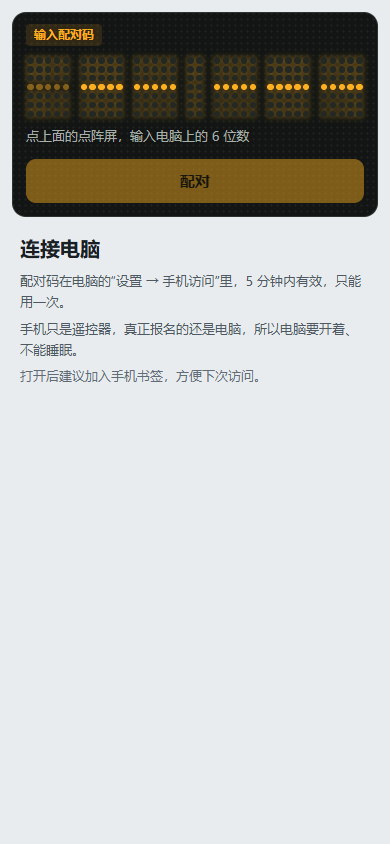 输入配对码
点上面的点阵屏，输入电脑上的 6 位数
配对
连接电脑
配对码在电脑的“设置 → 手机访问”里，5 分钟内有效，只能
用一次。
手机只是遥控器，真正报名的还是电脑，所以电脑要开着、
不能睡眠。
打开后建议加入手机书签，方便下次访问。